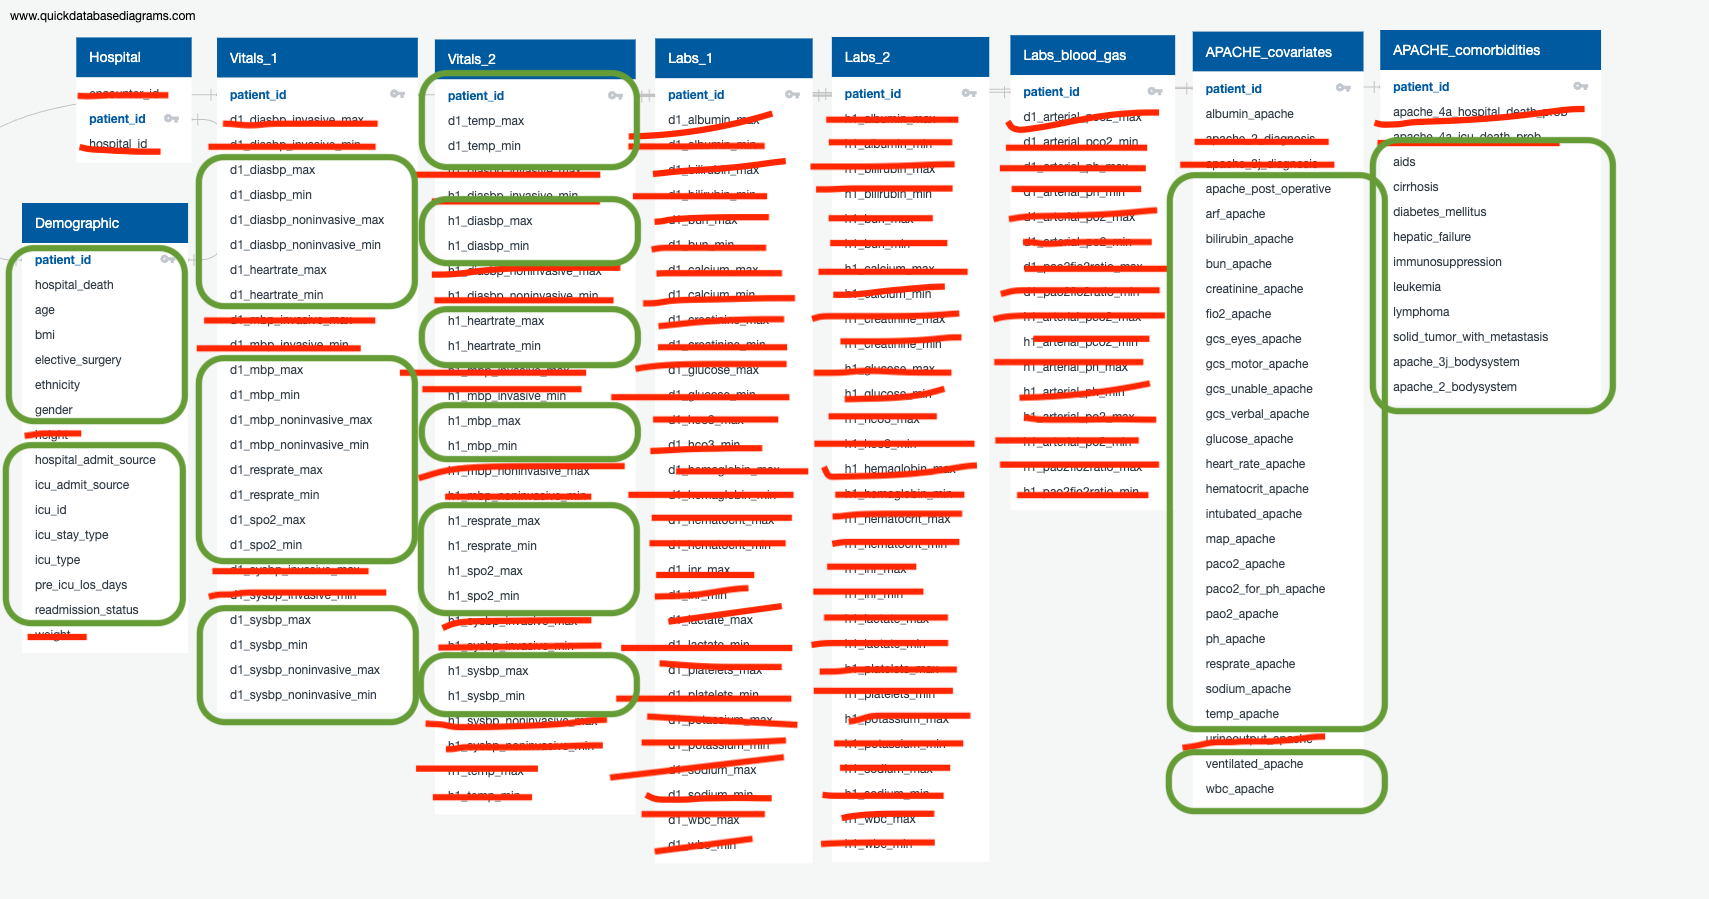 www.quickdatabasediagrams.com
Hospital
encounter_id
patient_id
hospital_id
Demographic
patient_id
hospital_death
age
bmi
elective_surgery
ethnicity
gender
height
hospital_admit_source
icu_admit_source
icu_id
icu_stay_type
icu_type
pre_icu_los_days
readmission_status
weight
Vitals_1
patient_id
d1_diasbp_invasive_max
d1_diasbp_invasive_min
d1_diasbp_max
d1_diasbp_min
d1_diasbp_noninvasive_max
d1_diasbp_noninvasive_min
d1_heartrate_max
d1_heartrate_min
d1_mbp_invasive_max
d1_mbp_invasive_min
d1_mbp_max
d1_mbp_min
d1_mbp_noninvasive_max
d1_mbp_noninvasive_min
d1_resprate_max
d1_resprate_min
d1_spo2_max
d1_spo2_min
d1_sysbp_invasive_max
d1_sysbp_invasive_min
d1_sysbp_max
d1_sysbp_min
d1_sysbp_noninvasive_max
d1_sysbp_noninvasive_min
Vitals_2
patient_id
d1_temp_max
d1_temp_min
h1_diasbp_invasive_max
h1_diasbp_invasive_min
h1_diasbp_max
h1_diasbp_min
h1_diasbp_noninvasive_max
h1_diasbp_noninvasive_min
h1_heartrate_max
h1_heartrate_min
h1_mbp_invasive_max
h1_mbp_invasive_min
h1_mbp_max
h1_mbp_min
h1_mbp_noninvasive_max
h1_mbp_noninvasive_min
h1_resprate_max
h1_resprate_min
h1_spo2_max
h1_spo2_min
h1_sysbp_invasive_max
h1_sysbp_invasive_min
h1_sysbp_max
h1_sysbp_min
h1_sysbp_noninvasive_max
h1_sysbp_noninvasive_min
h1_temp_max
h1_temp_min
Labs_1
patient_id
d1_albumin_max
d1_albumin_min
d1_bilirubin_max
d1_bilirubin_min
d1_bun_max
d1_bun_min
d1_calcium_max
d1_calcium_min
d1_creatinine_max
d1_creatinine_min
d1_glucose_max
d1_glucose_min
d1_hco3_max
d1_hco3_min
d1_hemaglobin_max
d1_hemaglobin_min
d1_hematocrit_max
d1_hematocrit_min
d1_inr_max
d1_inr_min
d1_lactate_max
d1_lactate_min
d1_platelets_max
d1_platelets_min
d1_potassium_max
d1_potassium_min
d1_sodium_max
d1_sodium_min
d1_wbc_max
d1_wbc_min
Labs_2
patient_id
h1_albumin_max
h1_albumin_min
h1_bilirubin_max
h1_bilirubin_min
h1_bun_max
h1_bun_min
h1_calcium_max
h1_calcium_min
h1_creatinine_max
h1_creatinine_min
h1_glucose_max
h1_glucose_min
h1_hco3_max
h1_hco3_min
h1_hemaglobin_max
h1_hemaglobin_min
h1_hematocrit_max
h1_hematocrit_min
h1_inr_max
h1_inr_min
h1_lactate_max
h1_lactate_min
h1_platelets_max
h1_platelets_min
h1_potassium_max
h1_potassium_min
h1_sodium_max
h1_sodium_min
h1_wbc_max
h1_wbc_min
Labs_blood_gas
patient_id
d1_arterial_pco2_max
d1_arterial_pco2_min
d1_arterial_ph_max
d1_arterial_ph_min
d1_arterial_po2_max
d1_arterial_po2_min
d1_pao2fio2ratio_max
d1_pao2fio2ratio_min
h1_arterial_pco2_max
h1_arterial_pco2_min
h1_arterial_ph_max
h1_arterial_ph_min
h1_arterial_po2_max
h1_arterial_po2_min
h1_pao2fio2ratio_max
h1_pao2fio2ratio_min
APACHE_covariates
patient_id
albumin_apache
apache_2_diagnosis
apache_3j_diagnosis
apache_post_operative
arf_apache
bilirubin_apache
bun_apache
creatinine_apache
fio2_apache
gcs_eyes_apache
gcs_motor_apache
gcs_unable_apache
gcs_verbal_apache
glucose_apache
heart_rate_apache
hematocrit_apache
intubated_apache
map_apache
paco2_apache
paco2_for_ph_apache
pao2_apache
ph_apache
resprate_apache
sodium_apache
temp_apache
urineoutput_apache
ventilated_apache
wbc_apache
APACHE_comorbidities
patient_id
apache_4a_hospital_death_prob
apache_4a_icu_death_prob
aids
cirrhosis
diabetes_mellitus
hepatic_failure
immunosuppression
leukemia
lymphoma
solid_tumor_with_metastasis
apache_3j_bodysystem
apache_2_bodysystem